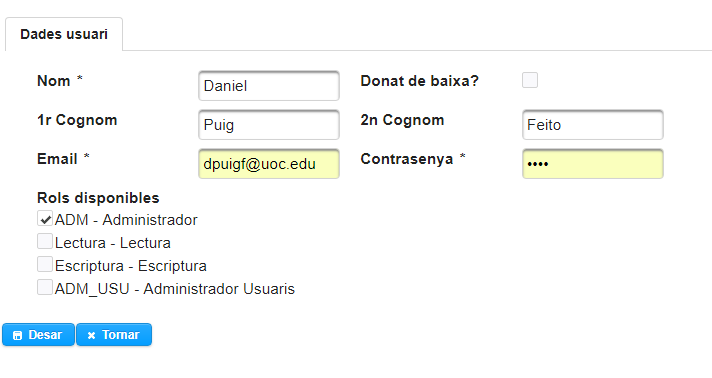 Dades usuari
Nom * Daniel Donat de baixa?
1r Cognom Puig 2n Cognom Feito
Email * dpuigf@uoc.edu Contrasenya * ••••
Rols disponibles
ADM - Administrador
Lectura - Lectura
Escriptura - Escriptura
ADM_USU - Administrador Usuaris
Desar Tornar